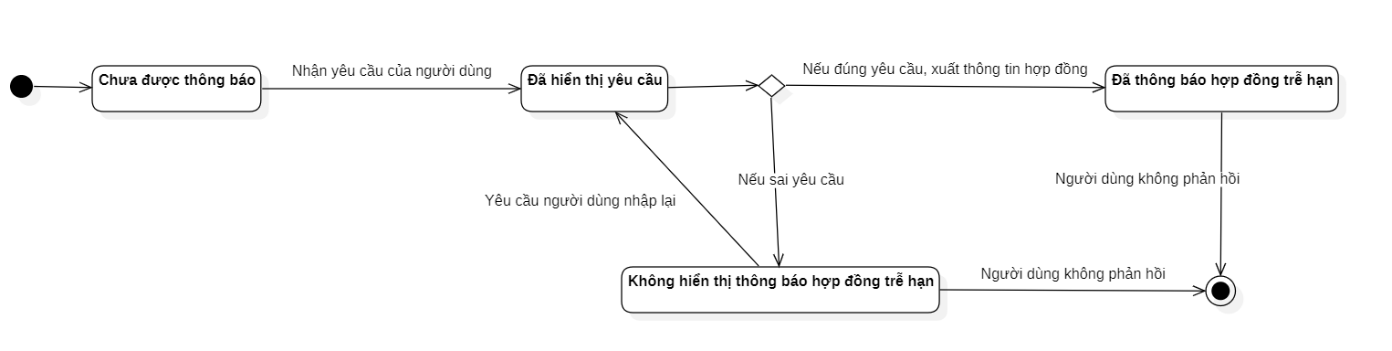 Chưa được thông báo
Nhận yêu cầu của người dùng
Đã hiển thị yêu cầu
Nếu đúng yêu cầu, xuất thông tin hợp đồng
Đã thông báo hợp đồng trễ hạn
Nếu sai yêu cầu
Người dùng không phản hồi
Yêu cầu người dùng nhập lại
Không hiển thị thông báo hợp đồng trễ hạn
Người dùng không phản hồi